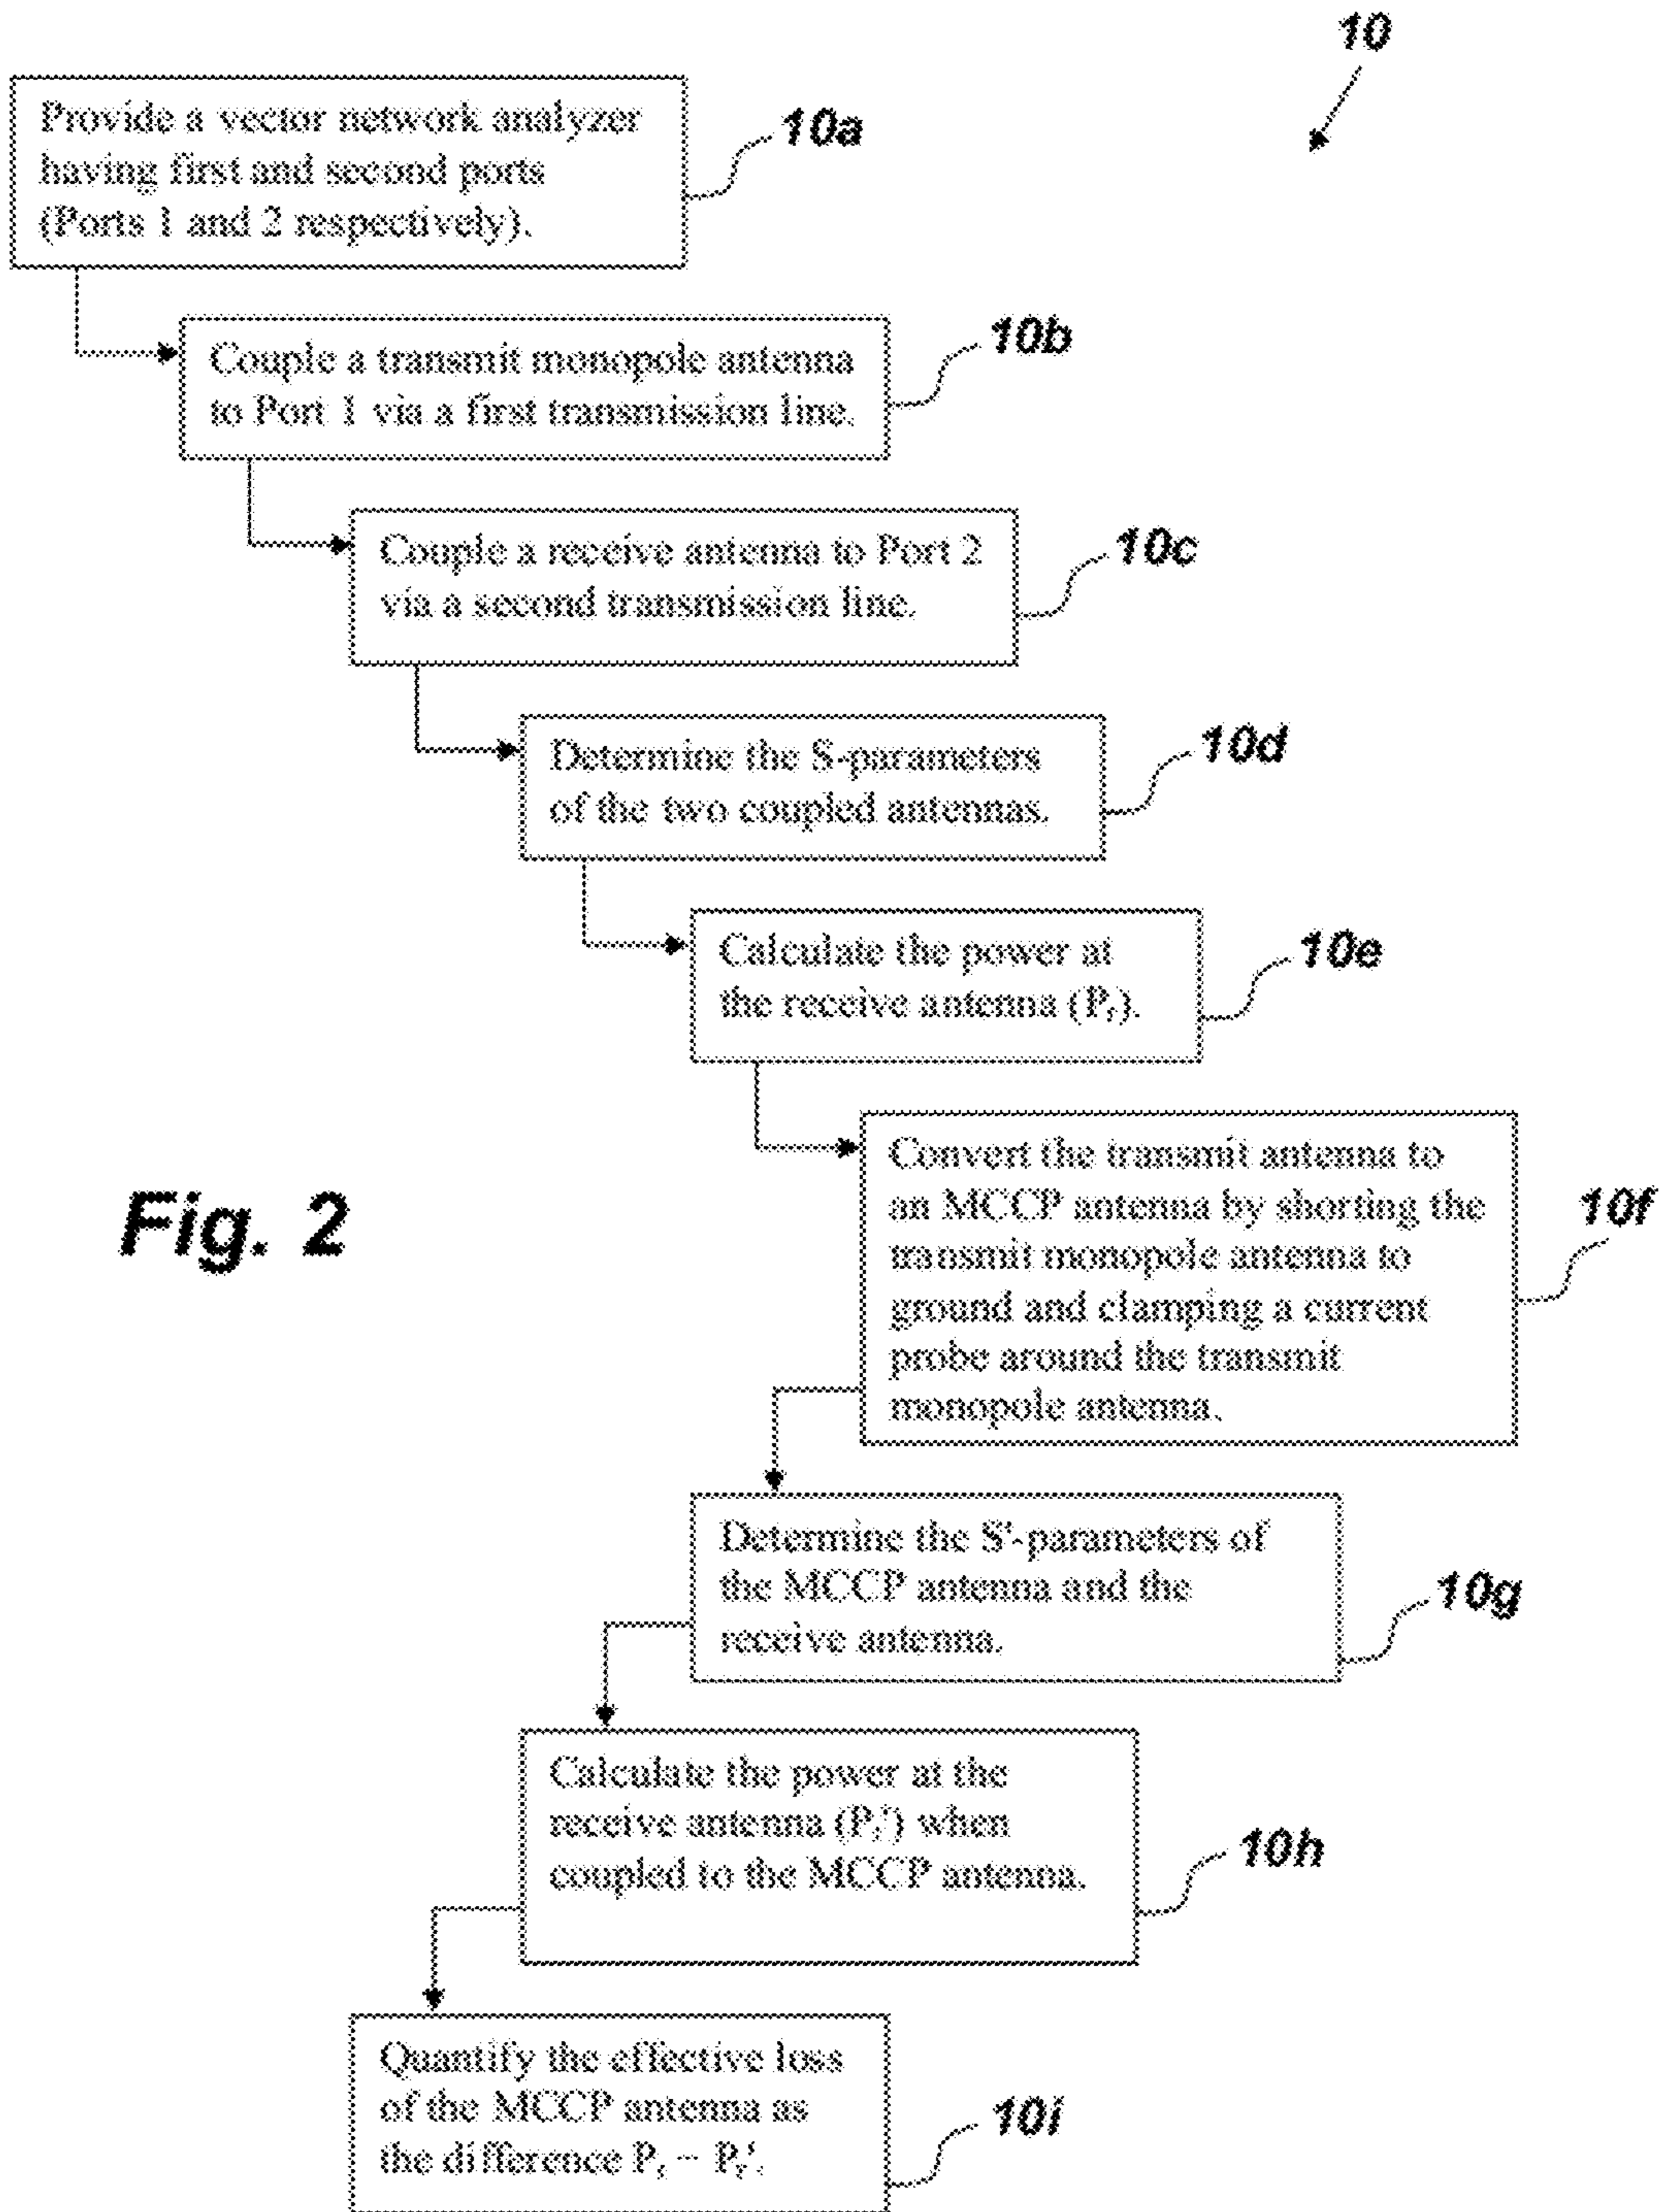 10
Provide a vector network analyzer
having first and second ports
(Ports 1 and 2 respectively).
10a
Couple a transmit monopole antenna
to Port 1 via a first transmission line.
10b
Couple a receive antenna to Port 2
via a second transmission line.
10c
Determine the S-parameters
of the two coupled antennas.
10d
Calculate the power at
the receive antenna (Pᵣ).
10e
Convert the transmit antenna to
an MCCP antenna by shorting the
transmit monopole antenna to
ground and clamping a current
probe around the transmit
monopole antenna.
10f
Fig. 2
Determine the S'-parameters of
the MCCP antenna and the
receive antenna.
10g
Calculate the power at the
receive antenna (Pᵣ') when
coupled to the MCCP antenna.
10h
Quantify the effective loss
of the MCCP antenna as
the difference Pᵣ – Pᵣ'.
10i